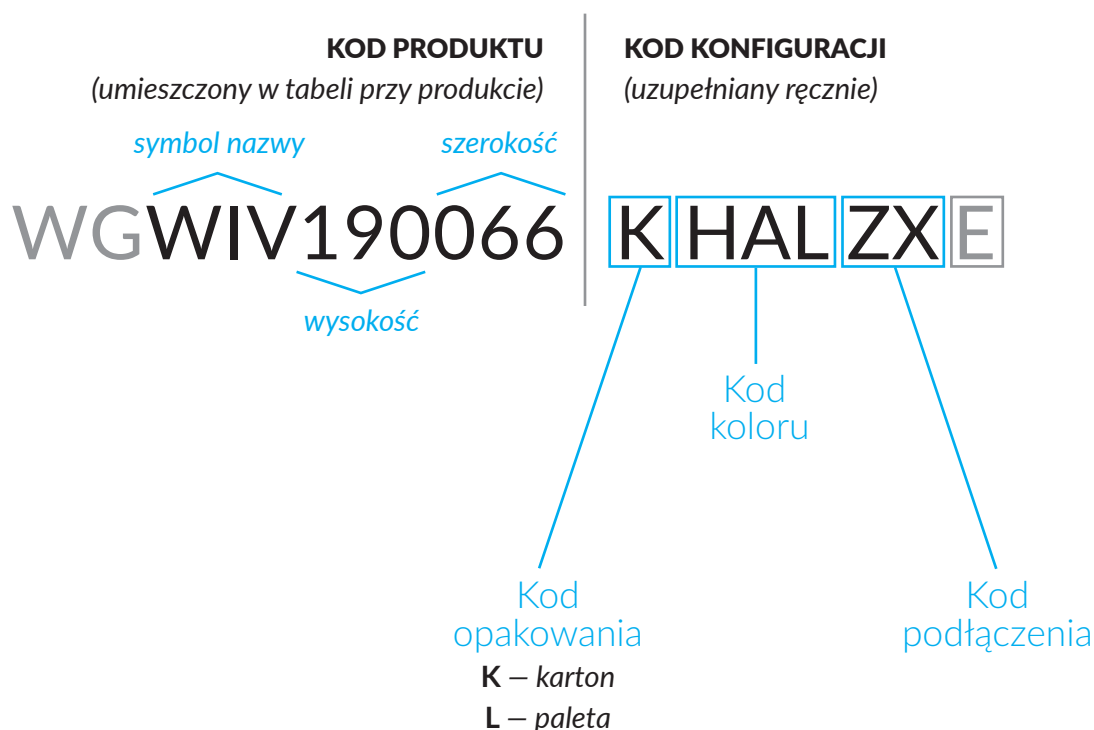 KOD PRODUKTU
(umieszczony w tabeli przy produkcie)
KOD KONFIGURACJI
(uzupełniany ręcznie)
symbol nazwy
szerokość
WGWIV190066 K HAL ZX E
wysokość
Kod
koloru
Kod
opakowania
K – karton
L – paleta
Kod
podłączenia